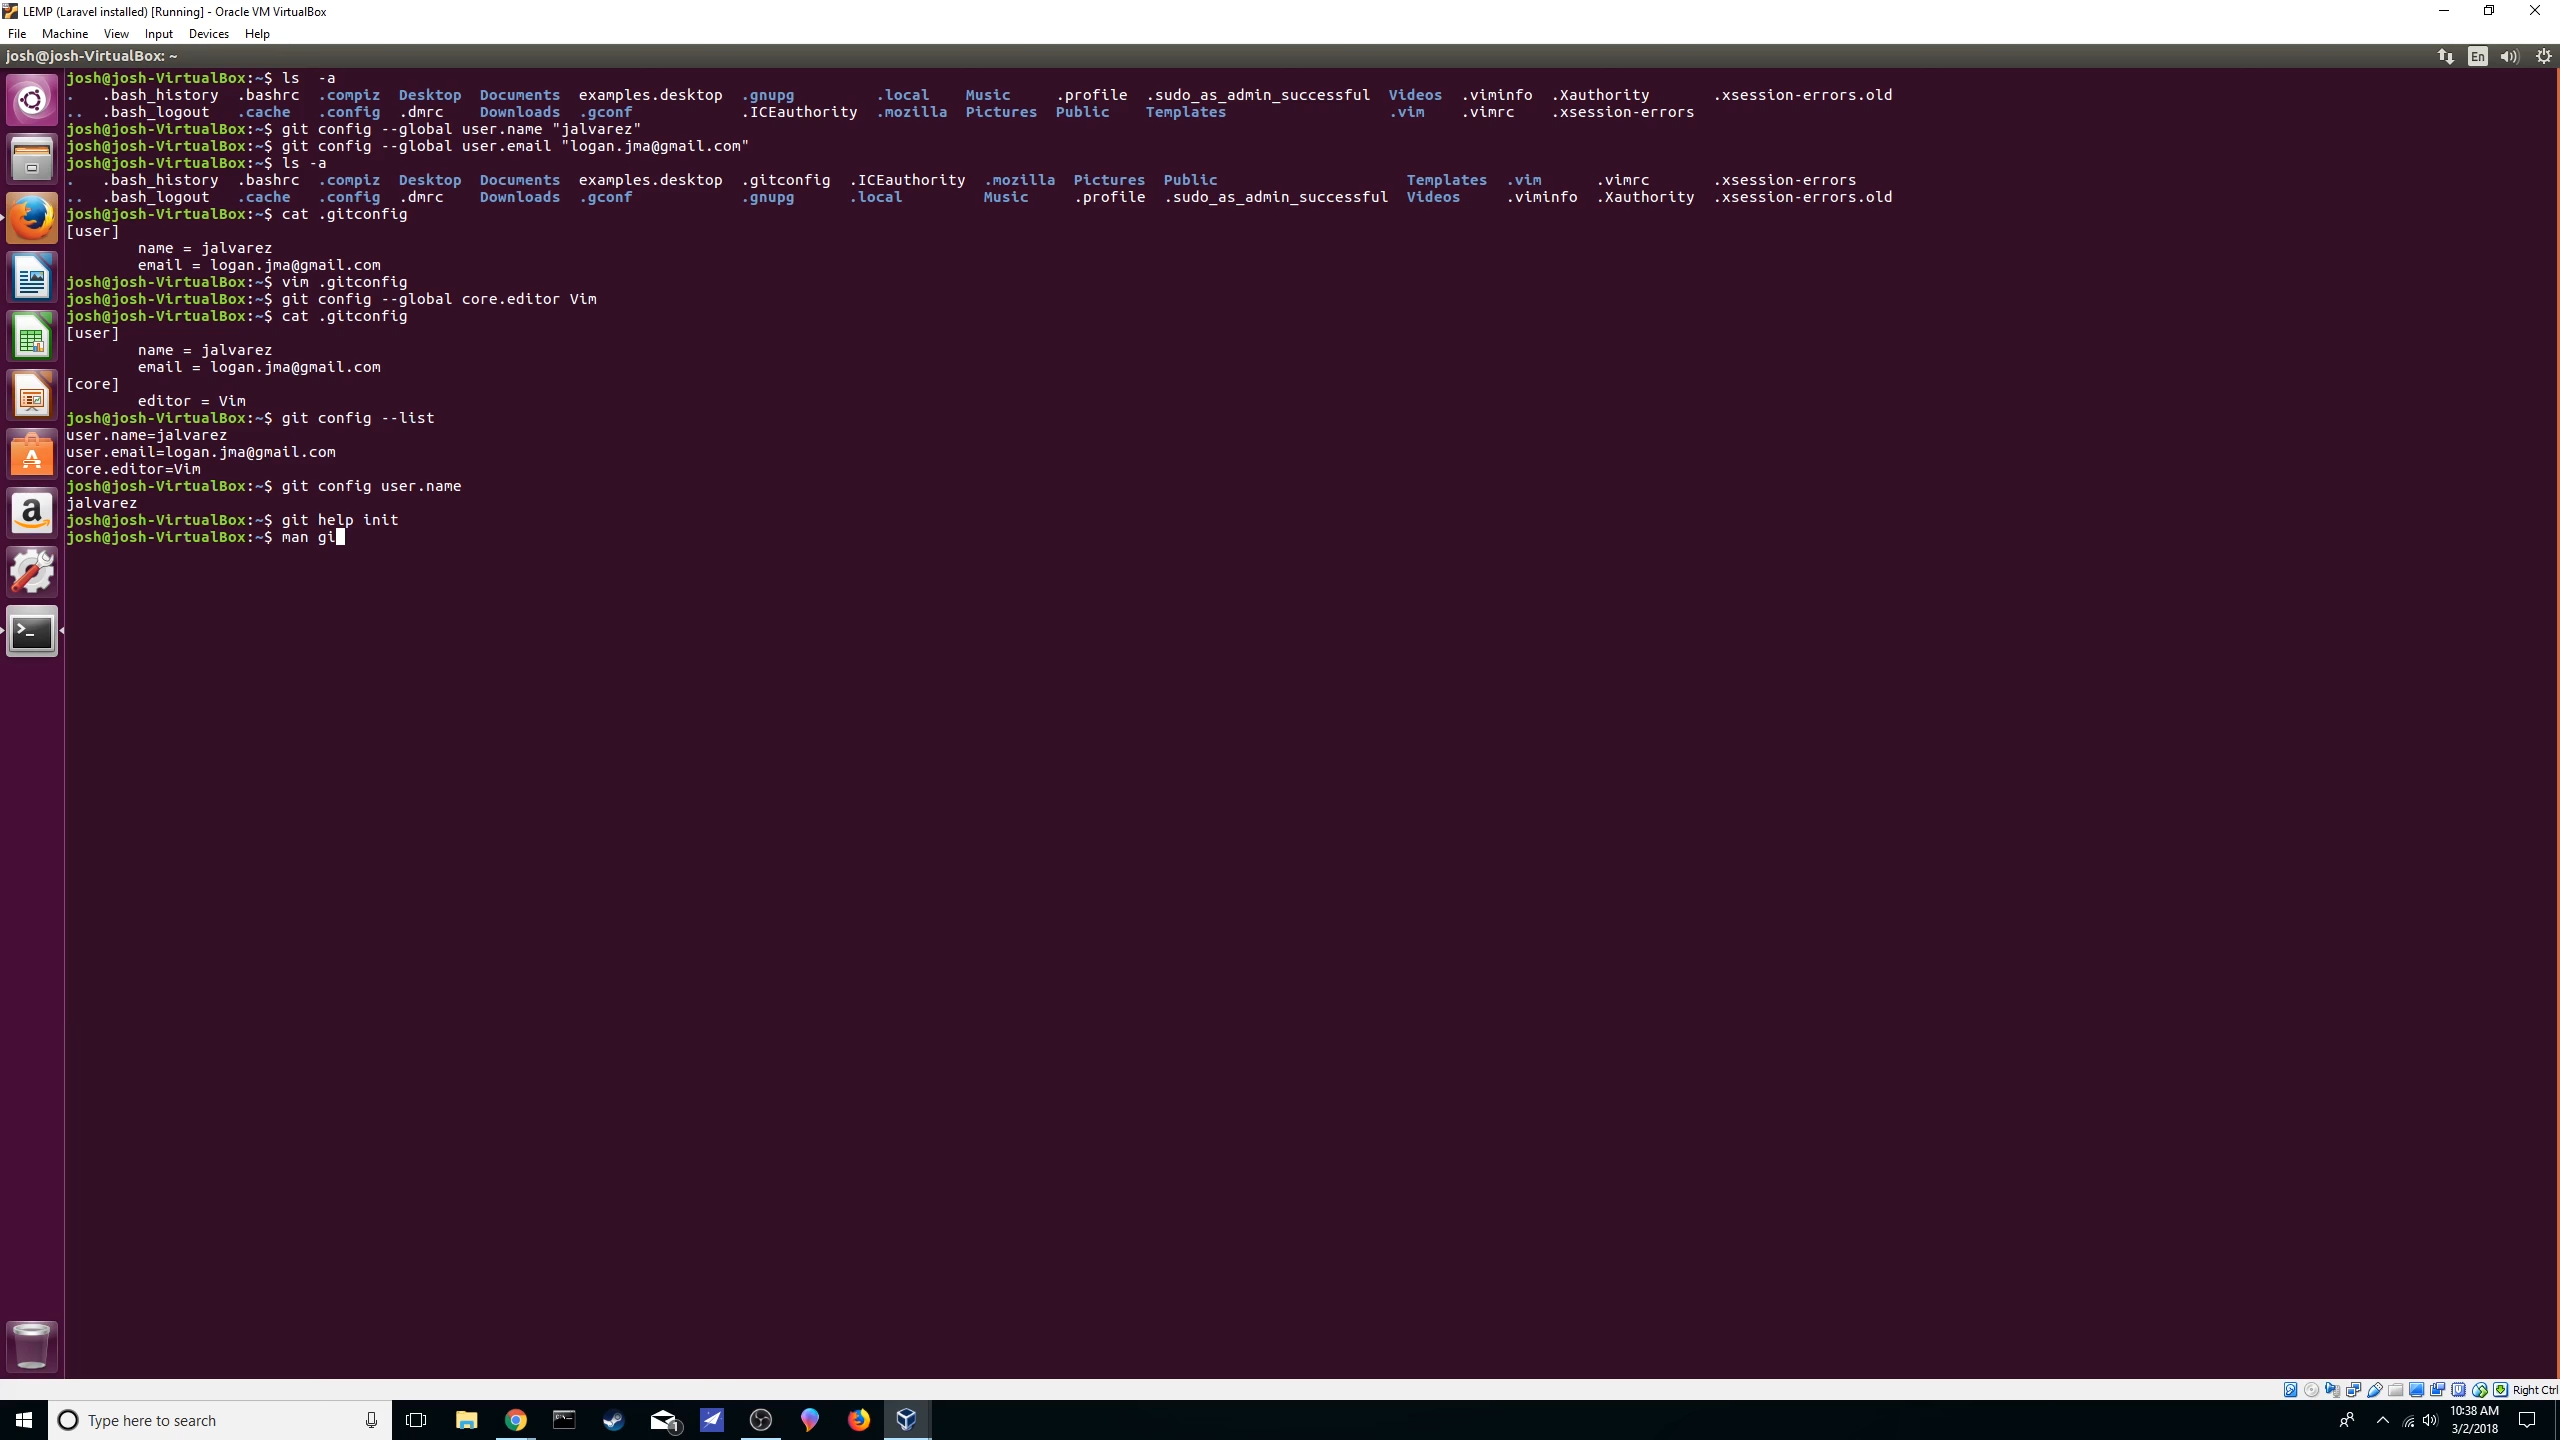 LEMP (Laravel installed) [Running] - Oracle VM VirtualBox
File Machine View Input Devices Help
josh@josh-VirtualBox: ~
En
josh@josh-VirtualBox:~$ ls  -a
.   .bash_history  .bashrc  .compiz  Desktop  Documents  examples.desktop  .gnupg         .local    Music     .profile  .sudo_as_admin_successful  Videos  .viminfo  .Xauthority       .xsession-errors.old
..  .bash_logout   .cache   .config  .dmrc    Downloads  .gconf            .ICEauthority  .mozilla  Pictures  Public    Templates                  .vim    .vimrc    .xsession-errors
josh@josh-VirtualBox:~$ git config --global user.name "jalvarez"
josh@josh-VirtualBox:~$ git config --global user.email "logan.jma@gmail.com"
josh@josh-VirtualBox:~$ ls -a
.   .bash_history  .bashrc  .compiz  Desktop  Documents  examples.desktop  .gitconfig  .ICEauthority  .mozilla  Pictures  Public                     Templates  .vim      .vimrc       .xsession-errors
..  .bash_logout   .cache   .config  .dmrc    Downloads  .gconf            .gnupg      .local         Music     .profile  .sudo_as_admin_successful  Videos     .viminfo  .Xauthority  .xsession-errors.old
josh@josh-VirtualBox:~$ cat .gitconfig
[user]
name = jalvarez
email = logan.jma@gmail.com
josh@josh-VirtualBox:~$ vim .gitconfig
josh@josh-VirtualBox:~$ git config --global core.editor Vim
josh@josh-VirtualBox:~$ cat .gitconfig
[user]
name = jalvarez
email = logan.jma@gmail.com
[core]
editor = Vim
josh@josh-VirtualBox:~$ git config --list
user.name=jalvarez
user.email=logan.jma@gmail.com
core.editor=Vim
josh@josh-VirtualBox:~$ git config user.name
jalvarez
josh@josh-VirtualBox:~$ git help init
josh@josh-VirtualBox:~$ man gi
Right Ctrl
Type here to search
1
10:38 AM
3/2/2018